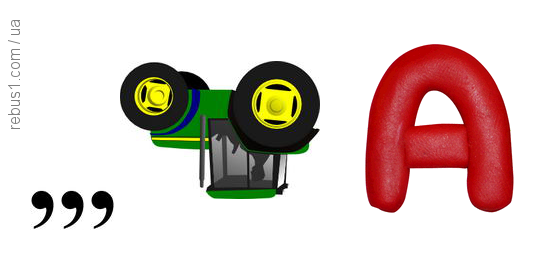 rebus1.com/ua
,,,
А